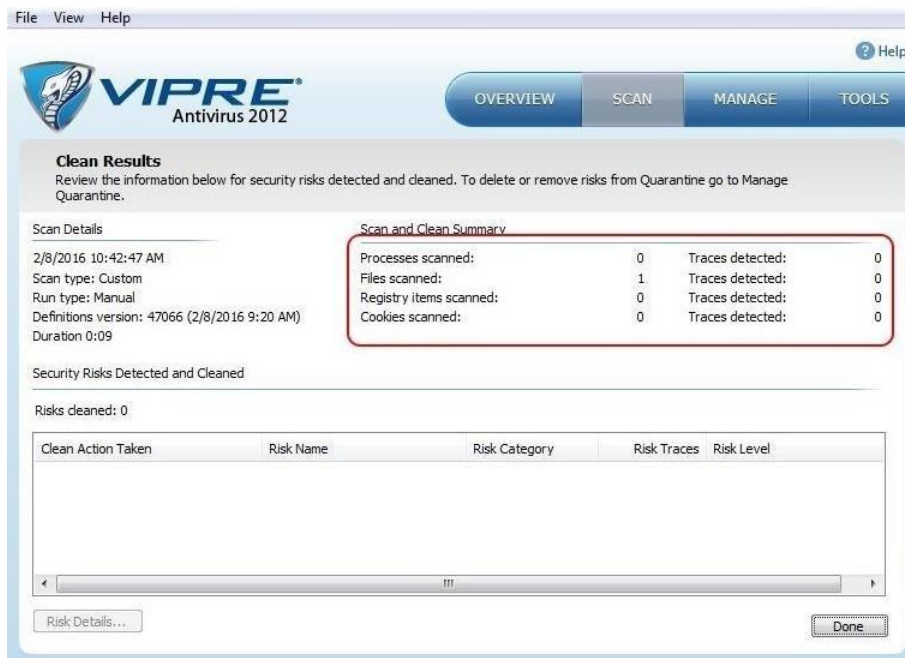 File View Help
Help
VIPRE®
Antivirus 2012
OVERVIEW SCAN MANAGE TOOLS
Clean Results
Review the information below for security risks detected and cleaned. To delete or remove risks from Quarantine go to Manage
Quarantine.
Scan Details
2/8/2016 10:42:47 AM
Scan type: Custom
Run type: Manual
Definitions version: 47066 (2/8/2016 9:20 AM)
Duration 0:09
Scan and Clean Summary
Processes scanned: 0 Traces detected: 0
Files scanned: 1 Traces detected: 0
Registry items scanned: 0 Traces detected: 0
Cookies scanned: 0 Traces detected: 0
Security Risks Detected and Cleaned
Risks cleaned: 0
Clean Action Taken Risk Name Risk Category Risk Traces Risk Level
Risk Details...
Done